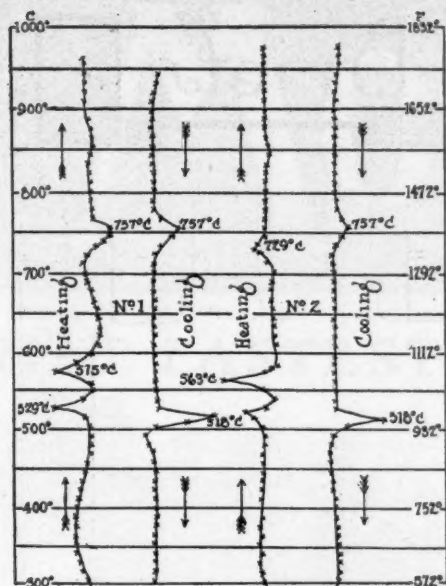 C F
1000° 1832
900° 1652
800° 1472
757°C 757°C 757°C
729°C
700° 1292
Heating Nº1 Cooling Heating Nº2 Cooling
600° 1112
575°C 563°C
529°C
518°C 518°C
500° 932
400° 752
300° 572